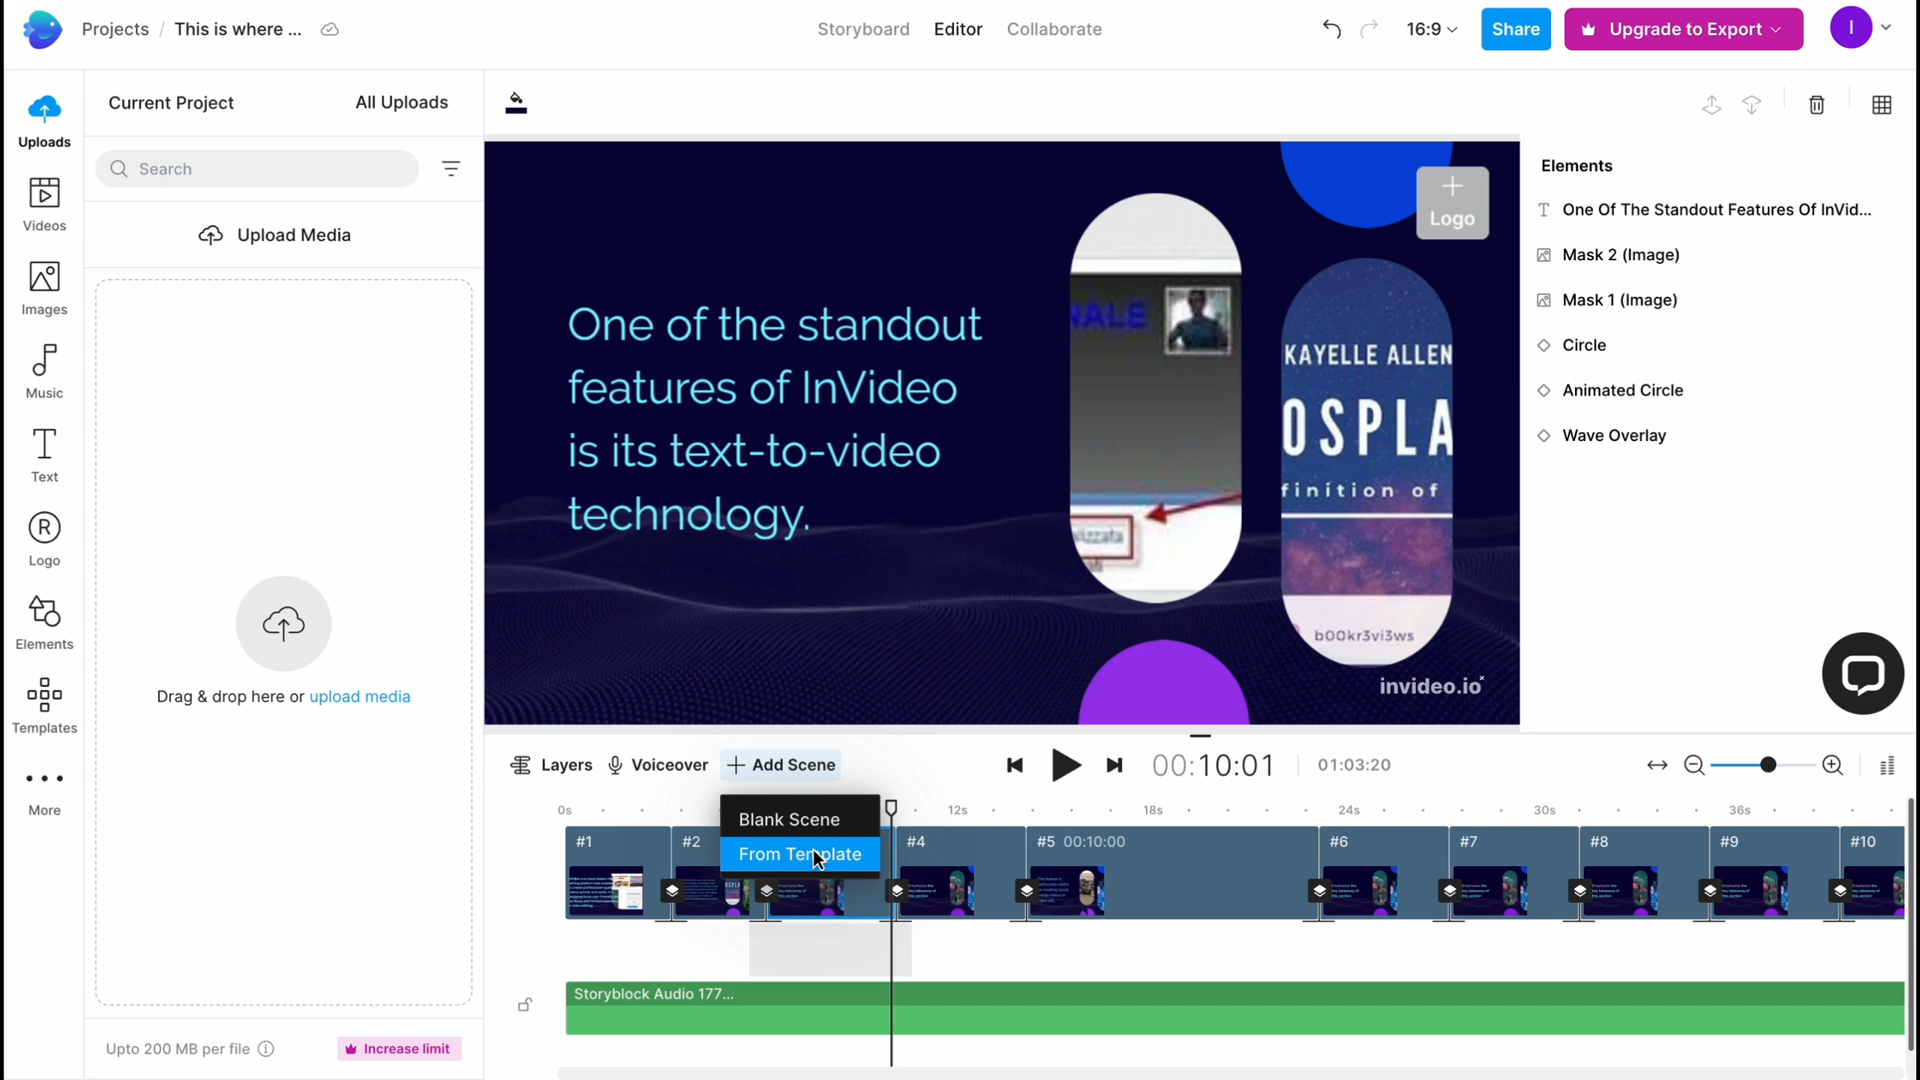 Projects / This is where ...
Storyboard
Editor
Collaborate
16:9
Share
Upgrade to Export
I
Uploads
Videos
Images
Music
Text
Logo
Elements
Templates
More
Current Project
All Uploads
Search
Upload Media
Drag & drop here or upload media
Upto 200 MB per file
Increase limit
One of the standout
features of InVideo
is its text-to-video
technology.
NALE
KAYELLE ALLEN
OSPLA
finition of
b00kr3vi3ws
+
Logo
invideo.io
Elements
One Of The Standout Features Of InVid...
Mask 2 (Image)
Mask 1 (Image)
Circle
Animated Circle
Wave Overlay
Layers
Voiceover
Add Scene
00:10:01
01:03:20
Blank Scene
From Template
0s
12s
18s
24s
30s
36s
#1
#2
#4
#5 00:10:00
#6
#7
#8
#9
#10
Storyblock Audio 177...